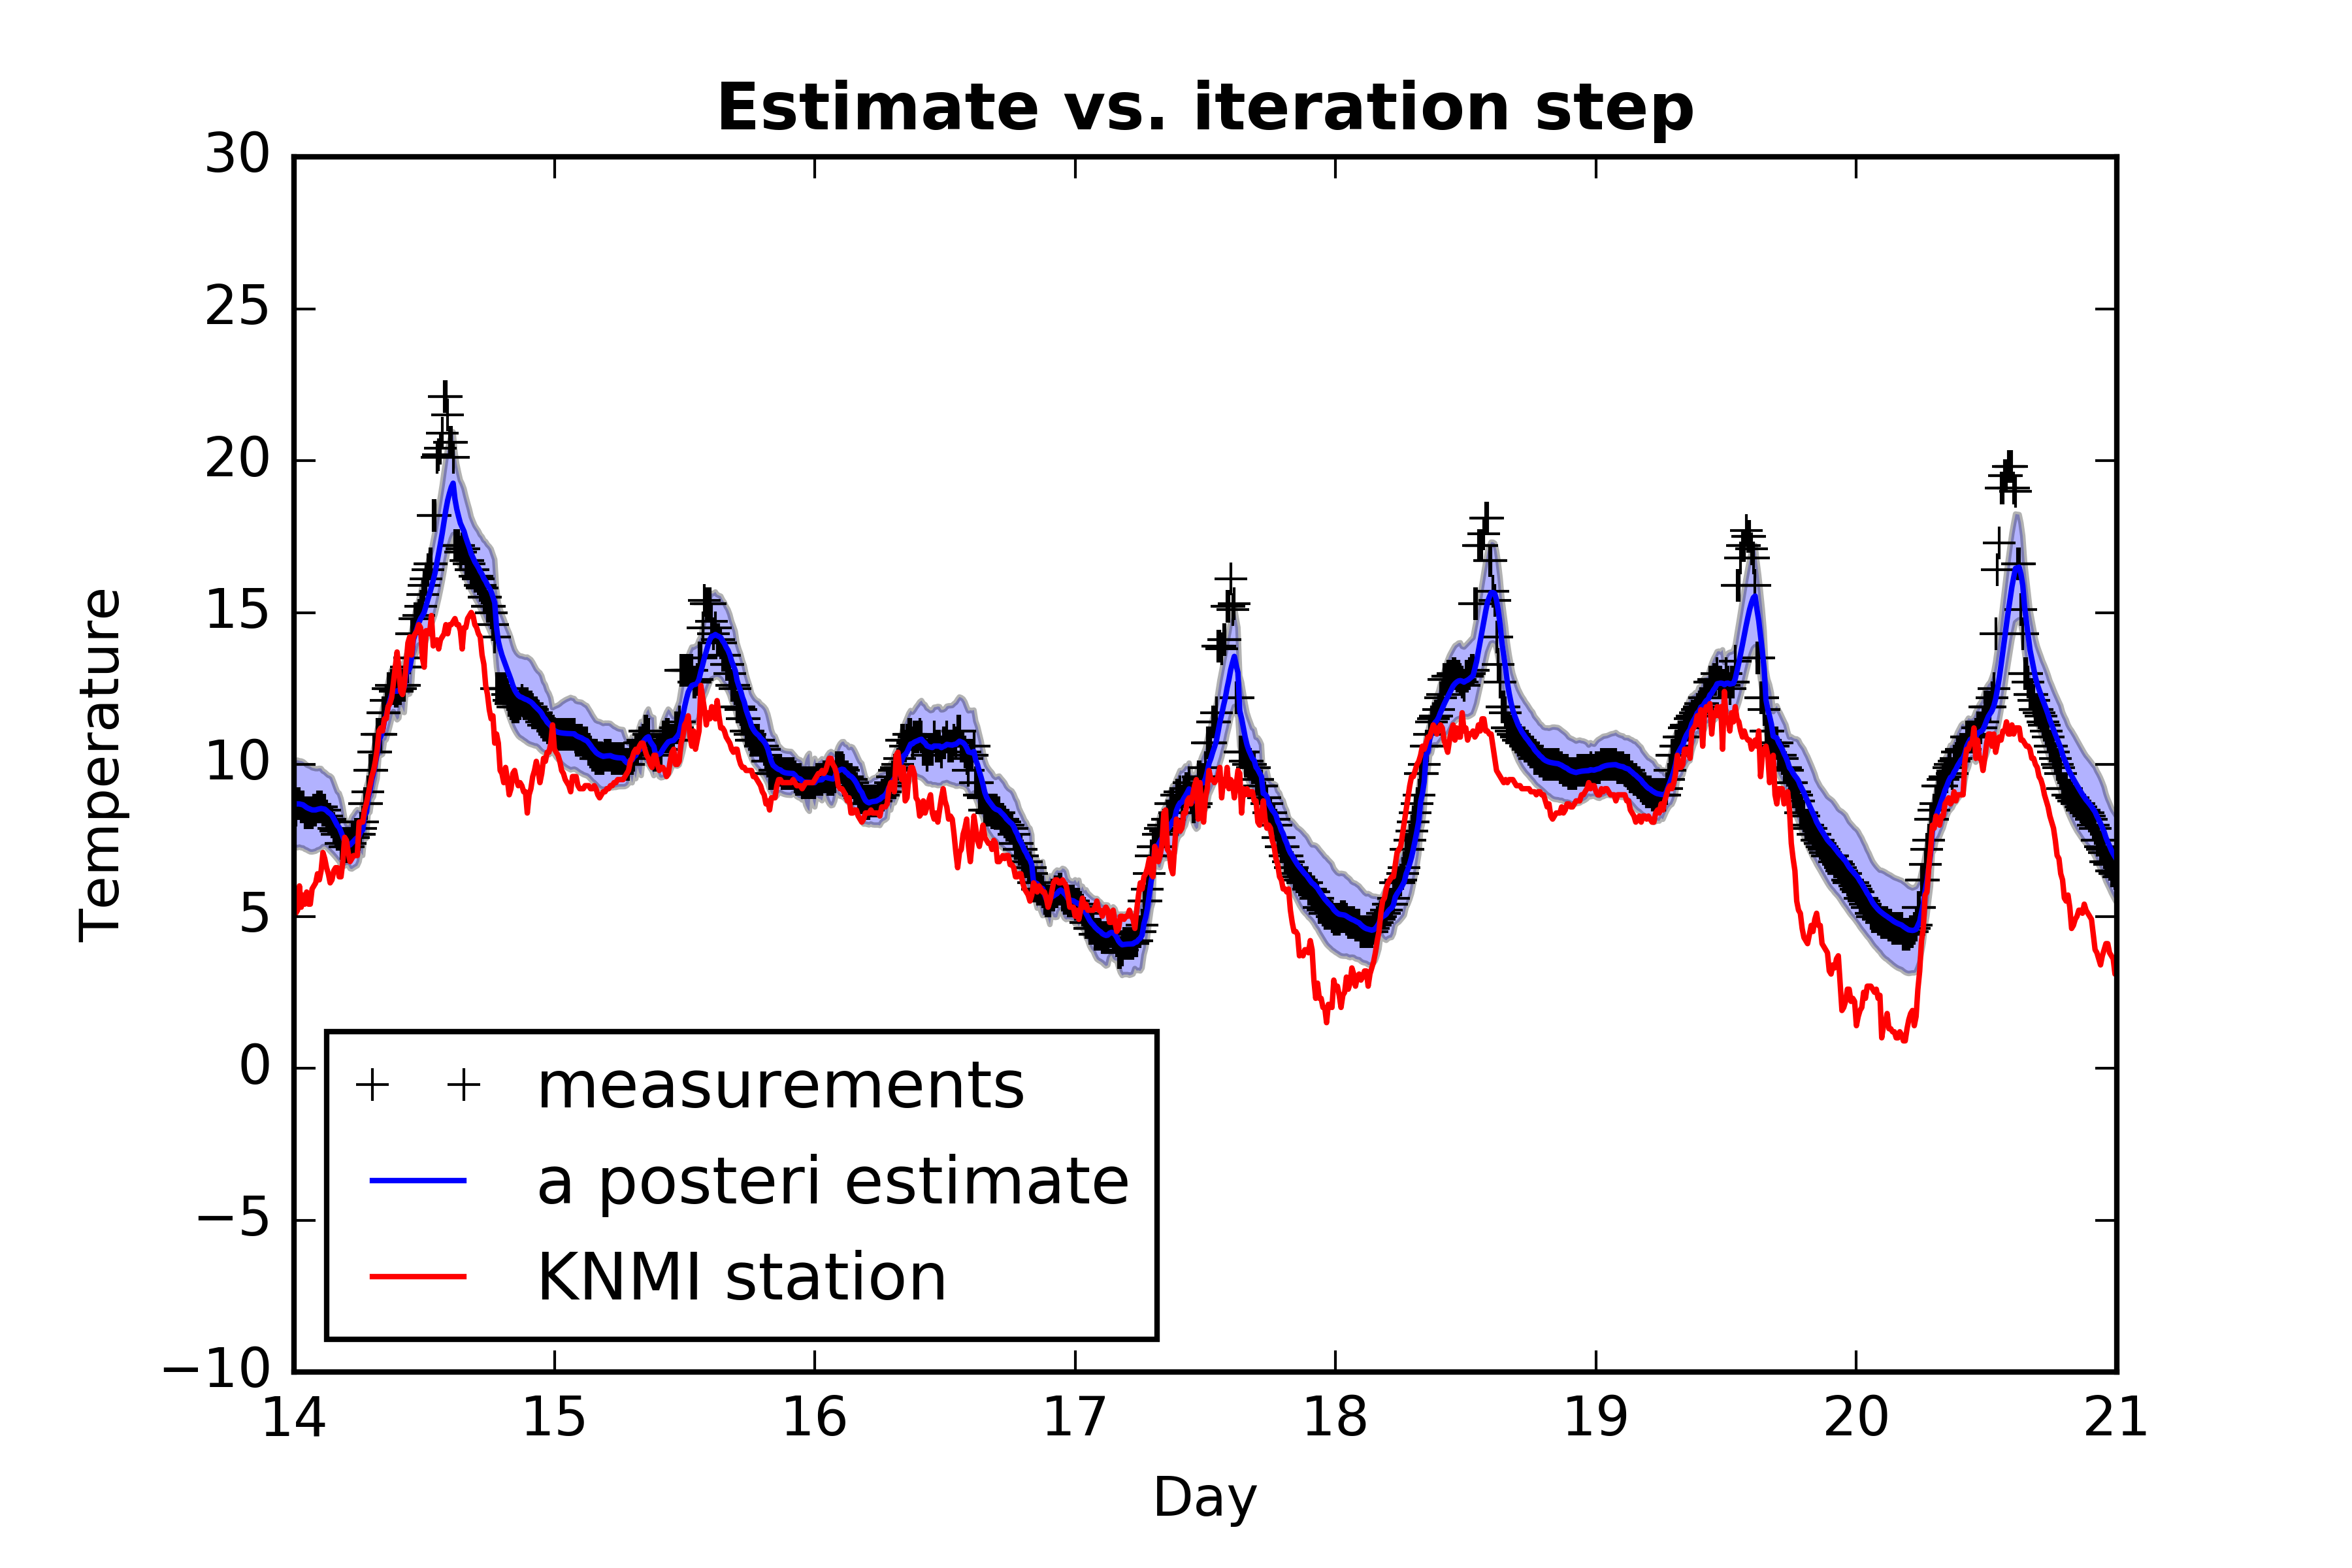 Estimate vs. iteration step
30
25
20
15
10
5
0
−5
−10
Temperature
measurements
a posteri estimate
KNMI station
14 15 16 17 18 19 20 21
Day